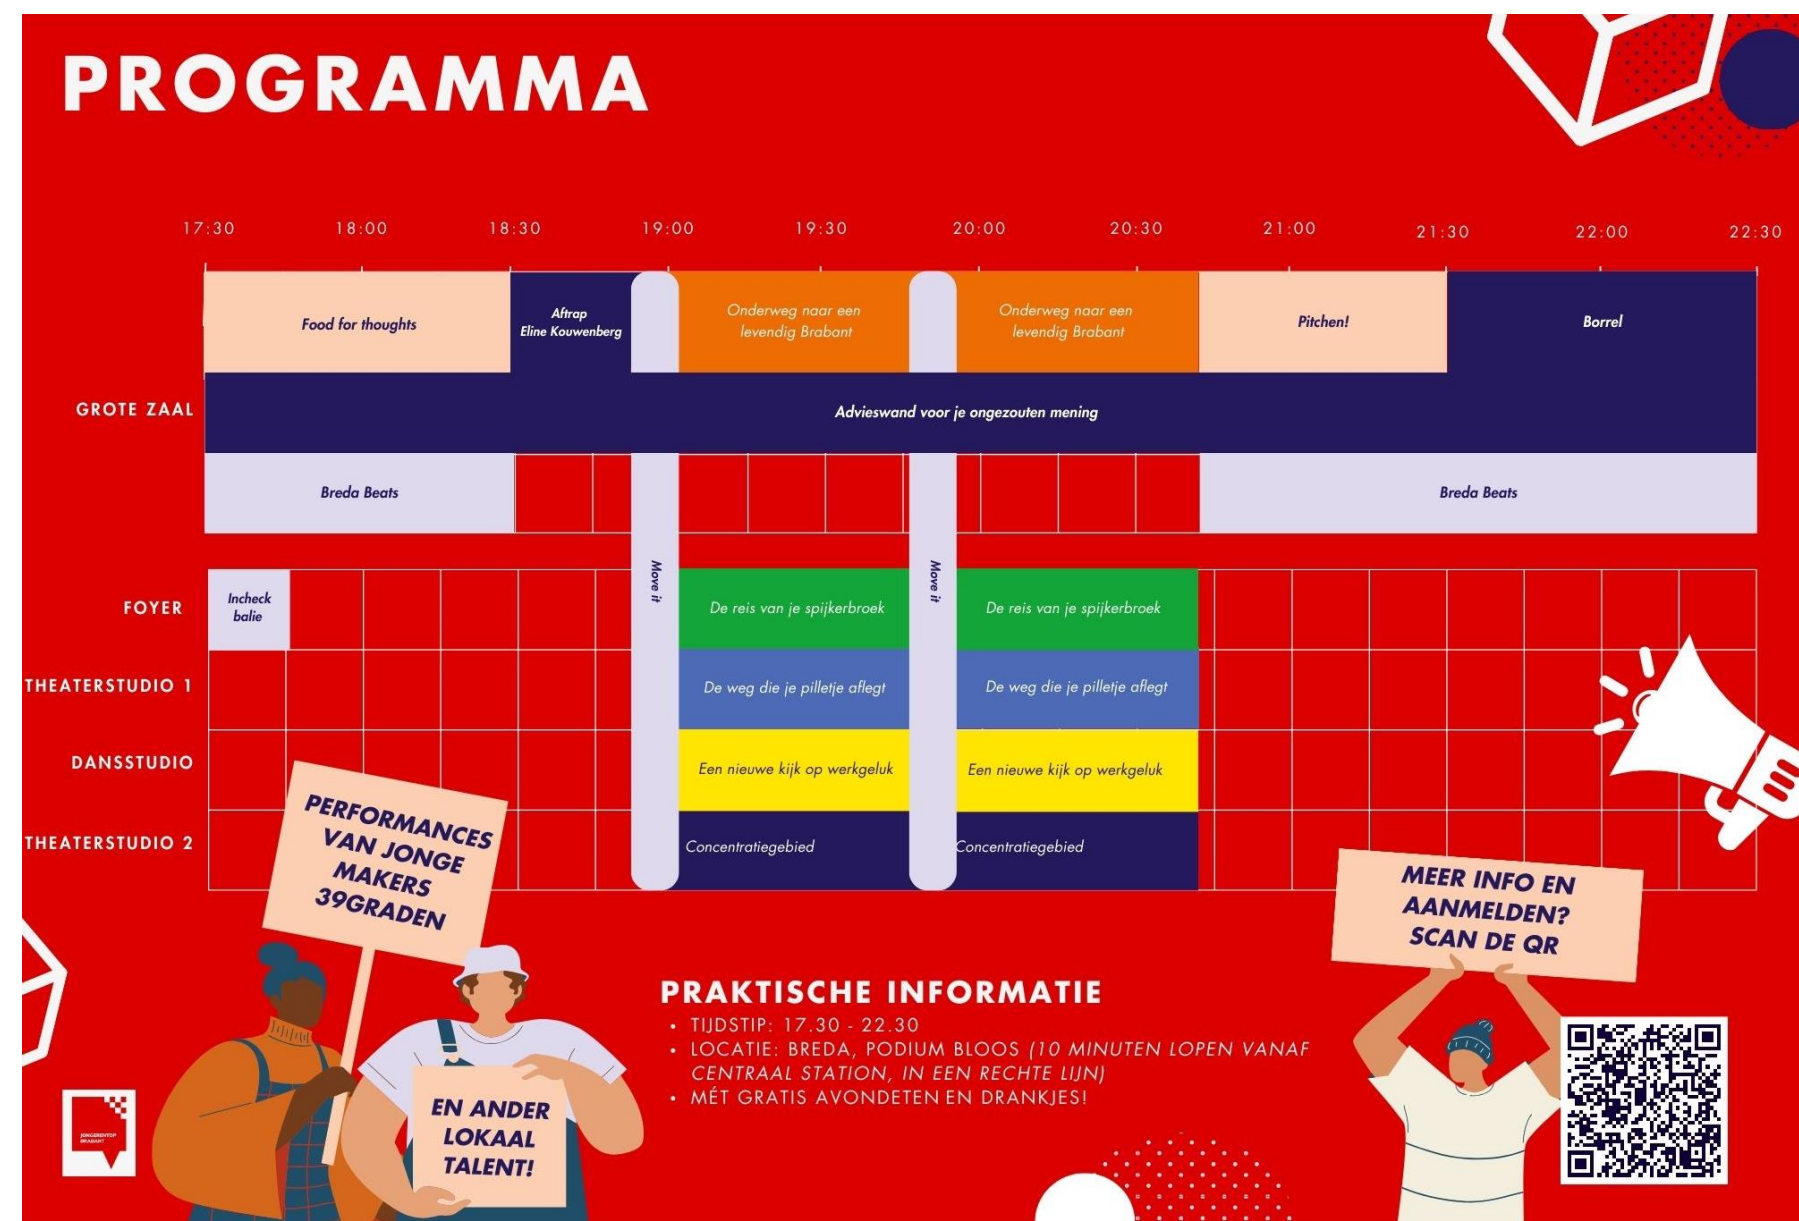 PROGRAMMA
17:30 18:00 18:30 19:00 19:30 20:00 20:30 21:00 21:30 22:00 22:30
Food for thoughts
Aftrap
Eline Kouwenberg
Onderweg naar een
levendig Brabant
Onderweg naar een
levendig Brabant
Pitchen!
Borrel
GROTE ZAAL
Advieswand voor je ongezouten mening
Breda Beats
Breda Beats
Move it
Move it
FOYER
Incheck
balie
De reis van je spijkerbroek
De reis van je spijkerbroek
THEATERSTUDIO 1
De weg die je pilletje aflegt
De weg die je pilletje aflegt
DANSSTUDIO
Een nieuwe kijk op werkgeluk
Een nieuwe kijk op werkgeluk
THEATERSTUDIO 2
Concentratiegebied
Concentratiegebied
PERFORMANCES
VAN JONGE
MAKERS
39GRADEN
EN ANDER
LOKAAL
TALENT!
MEER INFO EN
AANMELDEN?
SCAN DE QR
PRAKTISCHE INFORMATIE
• TIJDSTIP: 17.30 - 22.30
• LOCATIE: BREDA, PODIUM BLOOS (10 MINUTEN LOPEN VANAF
CENTRAAL STATION, IN EEN RECHTE LIJN)
• MÉT GRATIS AVONDETEN EN DRANKJES!
JONGERENTOP
BRABANT